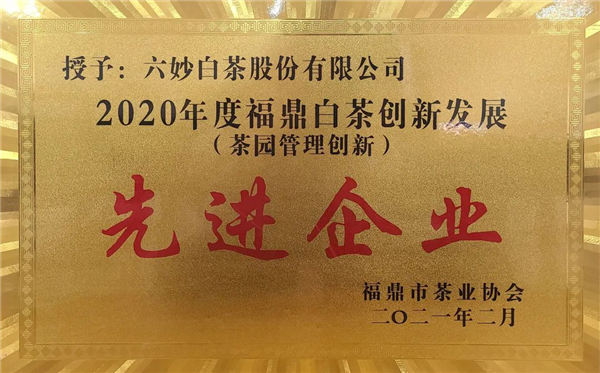 授予：六妙白茶股份有限公司
2020年度福鼎白茶创新发展
（茶园管理创新）
先进企业
福鼎市茶业协会
二〇二一年二月